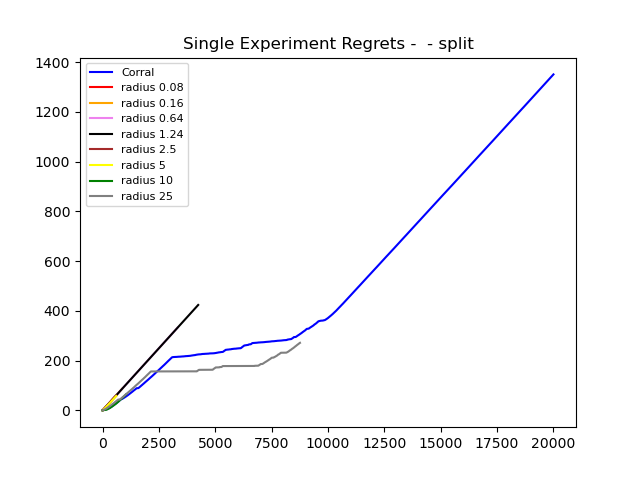 Single Experiment Regrets -  - split
1400
1200
1000
800
600
400
200
0
Corral
radius 0.08
radius 0.16
radius 0.64
radius 1.24
radius 2.5
radius 5
radius 10
radius 25
0 2500 5000 7500 10000 12500 15000 17500 20000